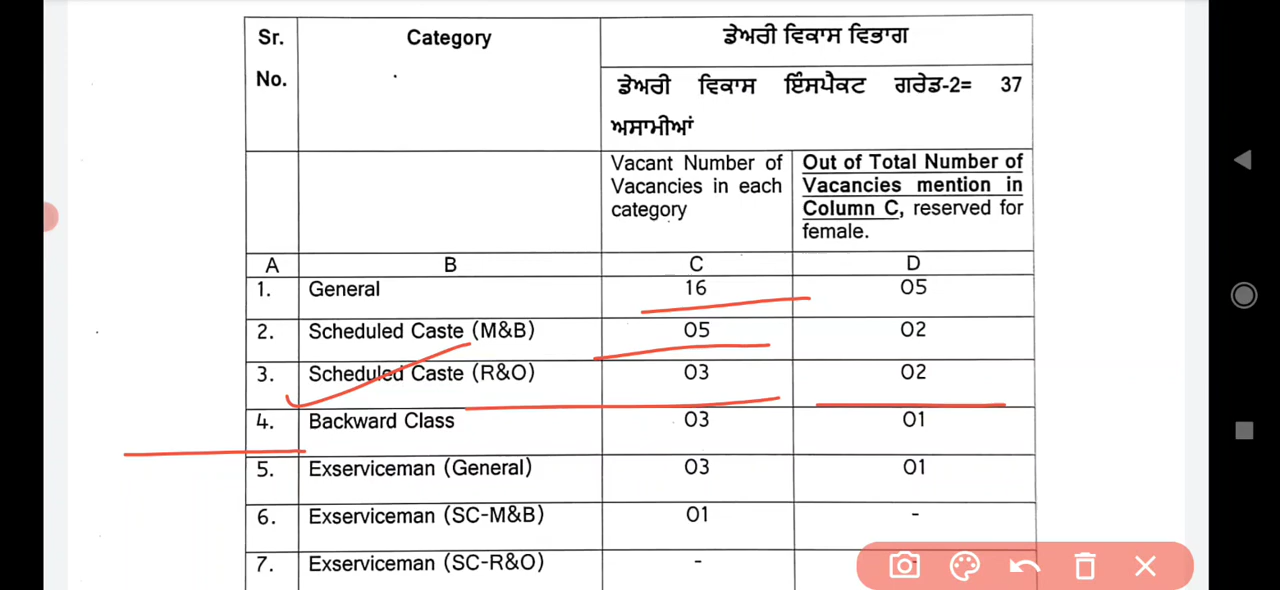 Sr. No.
Category
ਡੇਅਰੀ ਵਿਕਾਸ ਵਿਭਾਗ
ਡੇਅਰੀ ਵਿਕਾਸ ਇੰਸਪੈਕਟ ਗਰੇਡ-2= 37
ਅਸਾਮੀਆਂ
Vacant Number of
Vacancies in each
category
Out of Total Number of
Vacancies mention in
Column C, reserved for
female.
A B C D
1. General 16 05
2. Scheduled Caste (M&B) 05 02
3. Scheduled Caste (R&O) 03 02
4. Backward Class 03 01
5. Exserviceman (General) 03 01
6. Exserviceman (SC-M&B) 01 -
7. Exserviceman (SC-R&O) -